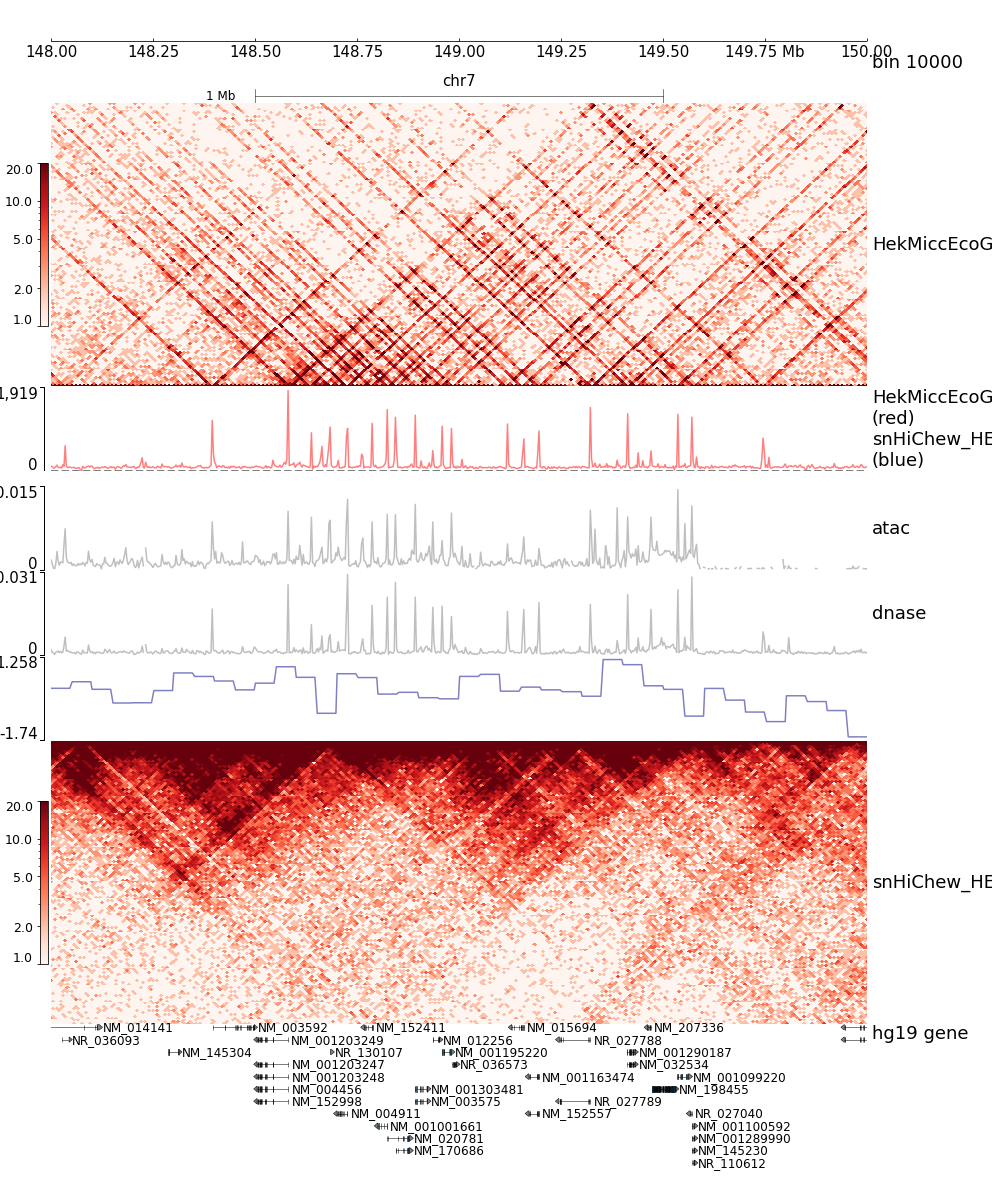 148.00 148.25 148.50 148.75 149.00 149.25 149.50 149.75 Mb 150.00
bin 10000
chr7
1 Mb
20.0
10.0
5.0
2.0
1.0
HekMiccEcoG
1,919
0
HekMiccEcoG
(red)
snHiChew_HE
(blue)
0.015
0
atac
0.031
0
dnase
1.258
-1.74
20.0
10.0
5.0
2.0
1.0
snHiChew_HE
hg19 gene
NM_014141 NM_003592 NM_152411 NM_015694 NM_207336
NR_036093 NM_001203249 NM_012256 NR_027788
NM_145304 NR_130107 NM_001195220 NM_001290187
NM_001203247 NR_036573 NM_032534
NM_001203248 NM_001163474 NM_001099220
NM_004456 NM_001303481 NM_198455
NM_152998 NM_003575 NR_027789
NM_004911 NM_152557 NR_027040
NM_001001661 NM_001100592
NM_020781 NM_001289990
NM_170686 NM_145230
NR_110612